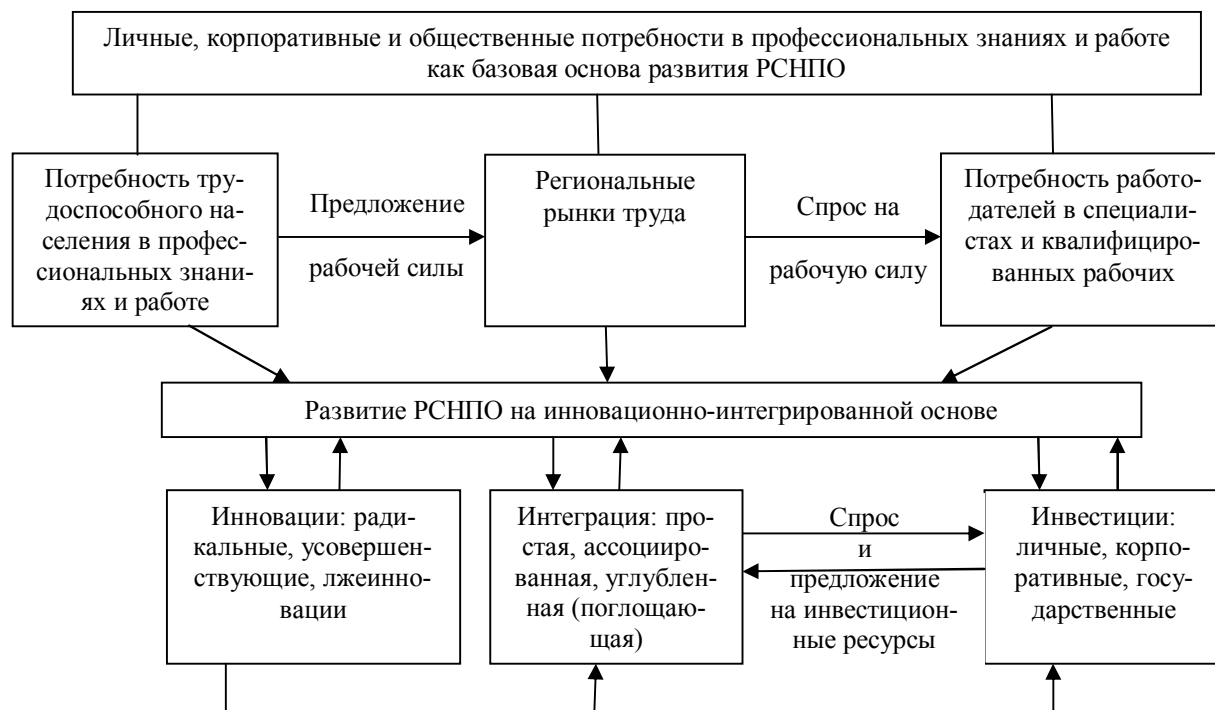 Личные, корпоративные и общественные потребности в профессиональных знаниях и работе
как базовая основа развития РСНПО
Потребность тру-
доспособного на-
селения в профес-
сиональных знани-
ях и работе
Предложение
рабочей силы
Региональные
рынки труда
Спрос на
рабочую силу
Потребность работо-
дателей в специали-
стах и квалифициро-
ванных рабочих
Развитие РСНПО на инновационно-интегрированной основе
Инновации: ради-
кальные, усовершен-
ствующие, лжеинно-
вации
Интеграция: про-
стая, ассоцииро-
ванная, углублен-
ная (поглощаю-
щая)
Спрос
и
предложение
на инвестицион-
ные ресурсы
Инвестиции:
личные, корпо-
ративные, госу-
дарственные